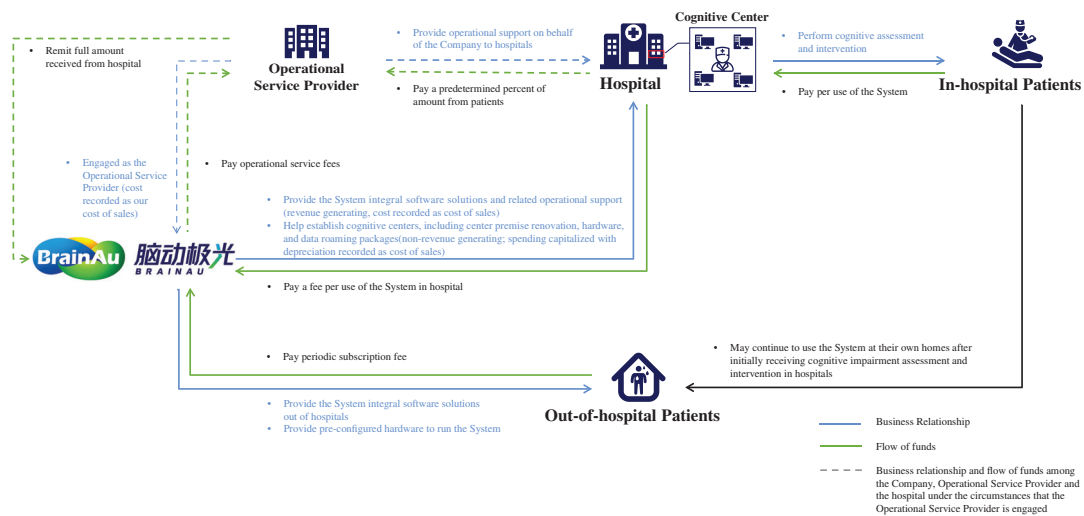 Cognitive Center
• Remit full amount
received from hospital
Operational
Service Provider
• Provide operational support on behalf
of the Company to hospitals
• Pay a predetermined percent of
amount from patients
Hospital
• Perform cognitive assessment
and intervention
• Pay per use of the System
In-hospital Patients
• Engaged as the
Operational Service
Provider (cost
recorded as our
cost of sales)
• Pay operational service fees
• Provide the System integral software solutions and related operational support
(revenue generating, cost recorded as cost of sales)
• Help establish cognitive centers, including center premise renovation, hardware,
and data roaming packages(non-revenue generating; spending capitalized with
depreciation recorded as cost of sales)
BrainAu
脑动极光
BRAINAU
• Pay a fee per use of the System in hospital
• Pay periodic subscription fee
• May continue to use the System at their own homes after
initially receiving cognitive impairment assessment and
intervention in hospitals
• Provide the System integral software solutions
out of hospitals
• Provide pre-configured hardware to run the System
Out-of-hospital Patients
Business Relationship
Flow of funds
Business relationship and flow of funds among
the Company, Operational Service Provider and
the hospital under the circumstances that the
Operational Service Provider is engaged